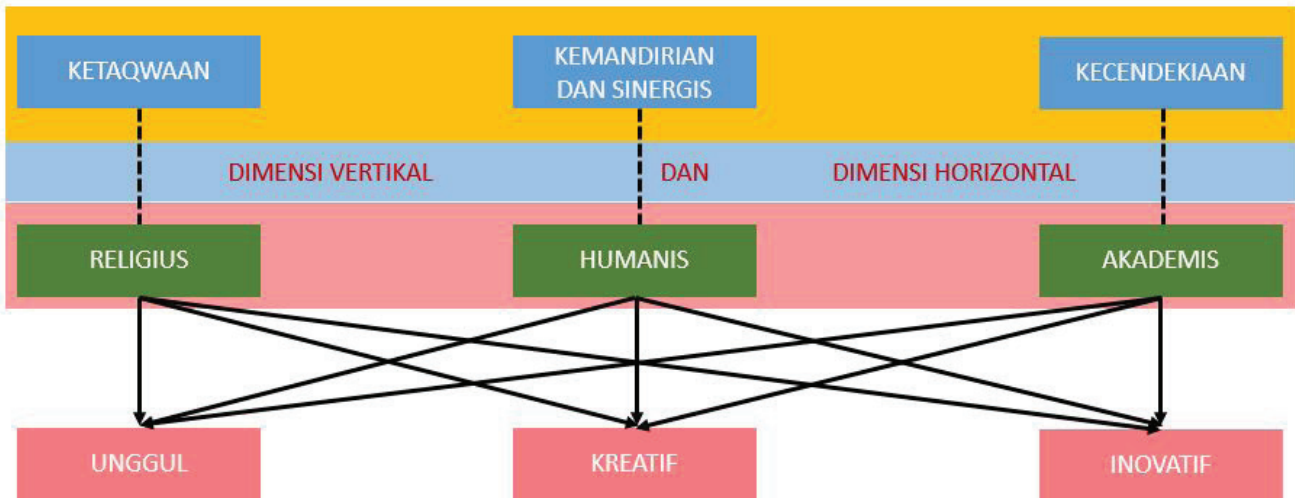 KETAQWAAN
KEMANDIRIAN
DAN SINERGIS
KECENDEKIAAN
DIMENSI VERTIKAL DAN DIMENSI HORIZONTAL
RELIGIUS
HUMANIS
AKADEMIS
UNGGUL
KREATIF
INOVATIF